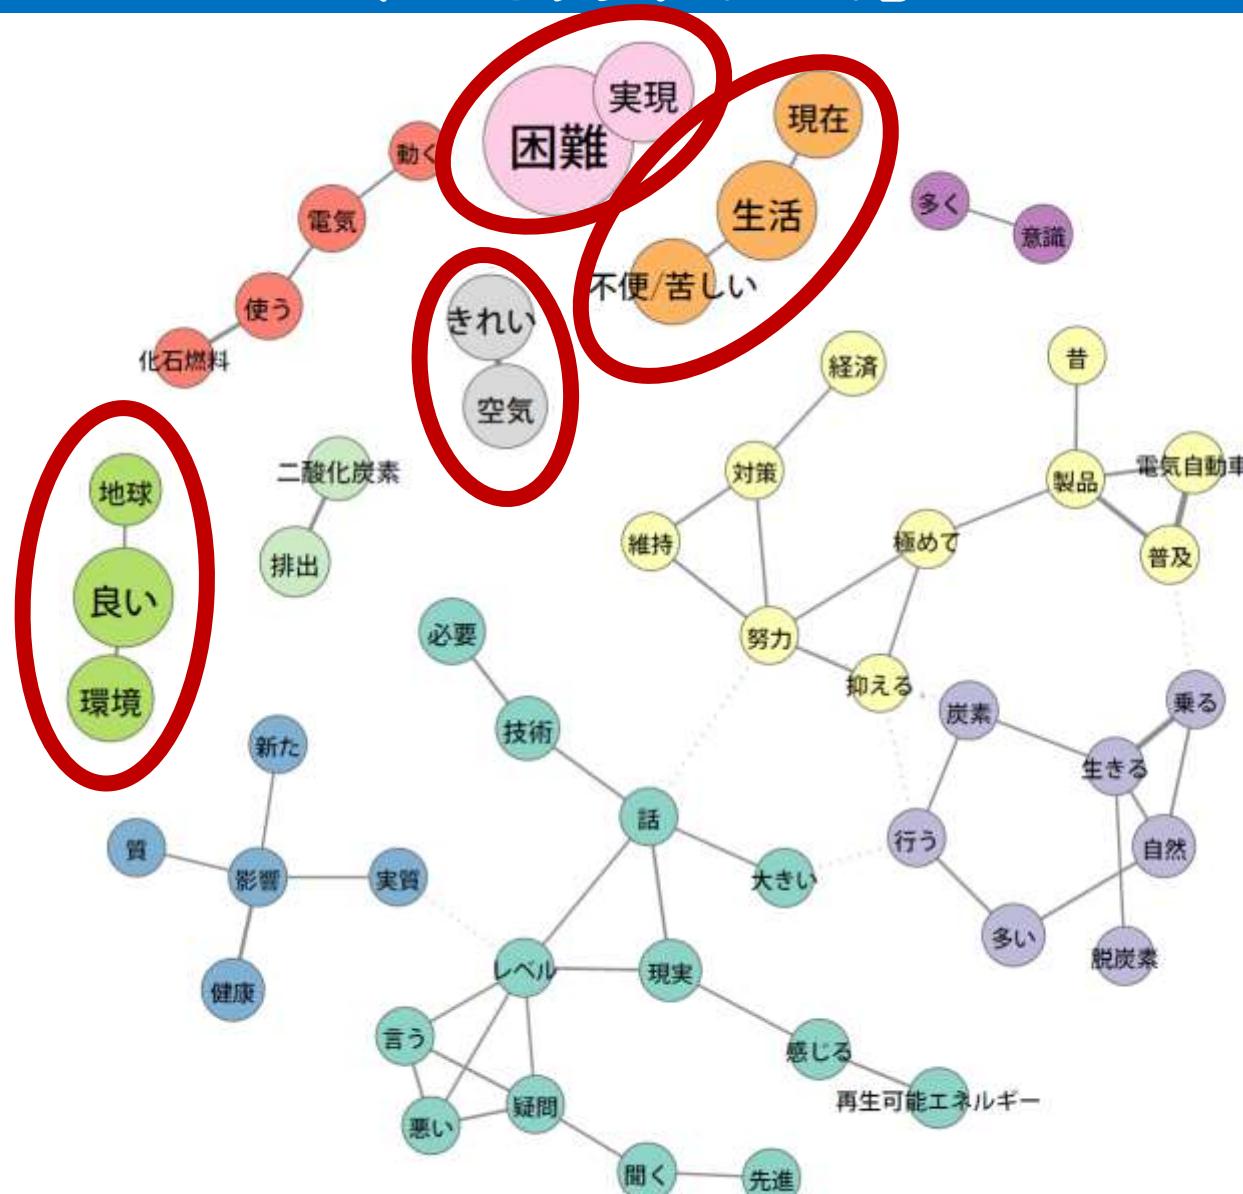 実現
困難
現在
生活
不便/苦しい
動く
電気
使う
化石燃料
多く
意識
きれい
空気
経済
昔
対策
製品
電気自動車
維持
極めて
普及
努力
抑える
地球
良い
環境
二酸化炭素
排出
必要
技術
話
大きい
炭素
乗る
生きる
行う
自然
多い
脱炭素
新た
質
影響
実質
健康
レベル
現実
言う
悪い
疑問
感じる
再生可能エネルギー
聞く
先進